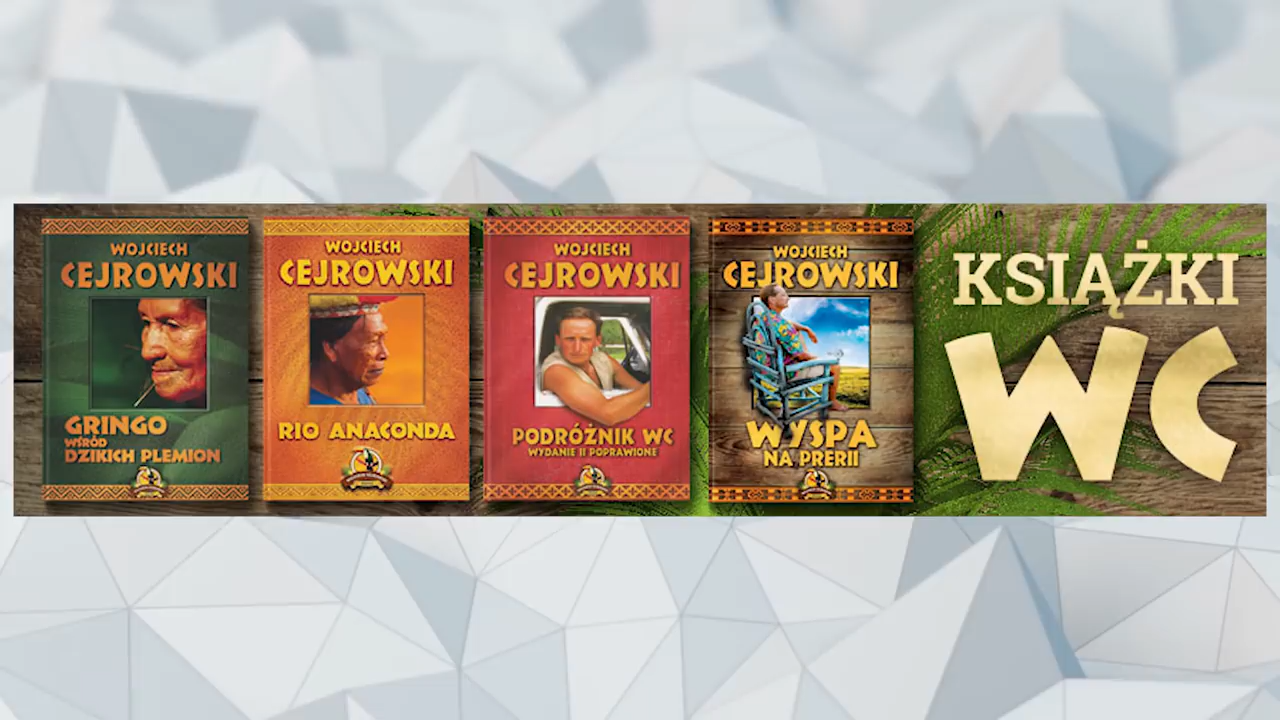 WOJCIECH
CEJROWSKI
GRINGO
WŚRÓD
DZIKICH PLEMION
WOJCIECH
CEJROWSKI
RIO ANACONDA
WOJCIECH
CEJROWSKI
PODRÓŻNIK WC
WYDANIE II POPRAWIONE
WOJCIECH
CEJROWSKI
WYSPA
NA PRERII
KSIĄŻKI
WC